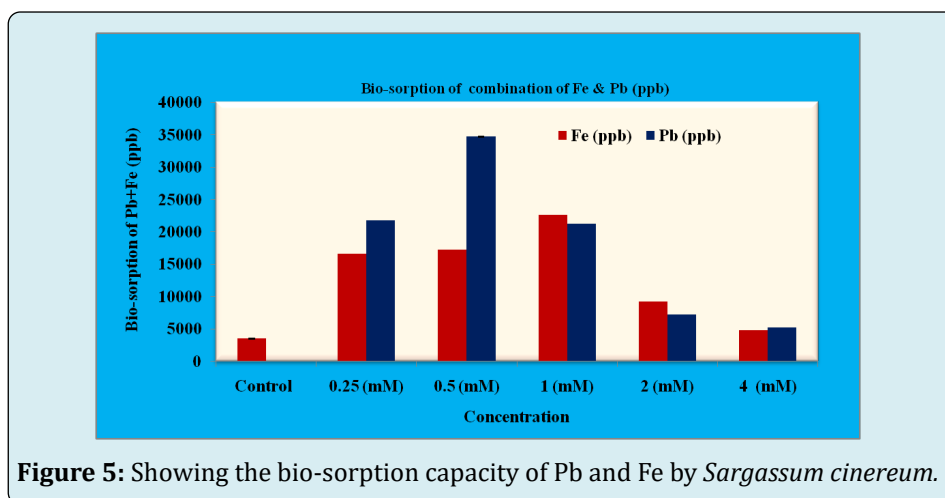 Bio-sorption of combination of Fe & Pb (ppb)
Bio-sorption of Pb+Fe (ppb)
40000
35000
30000
25000
20000
15000
10000
5000
0
Fe (ppb) Pb (ppb)
Control 0.25 (mM) 0.5 (mM) 1 (mM) 2 (mM) 4 (mM)
Concentration
Figure 5: Showing the bio-sorption capacity of Pb and Fe by Sargassum cinereum.